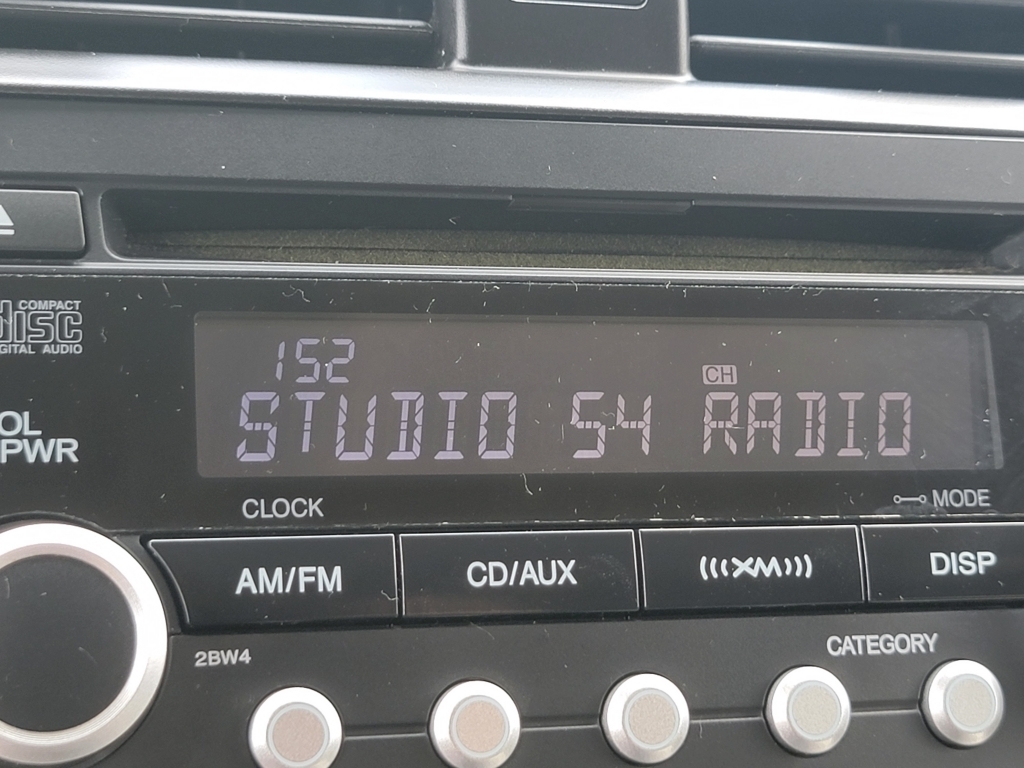 COMPACT
disc
DIGITAL AUDIO
152
CH
STUDIO 54 RADIO
PWR
CLOCK
MODE
AM/FM
CD/AUX
(((XM)))
DISP
2BW4
CATEGORY